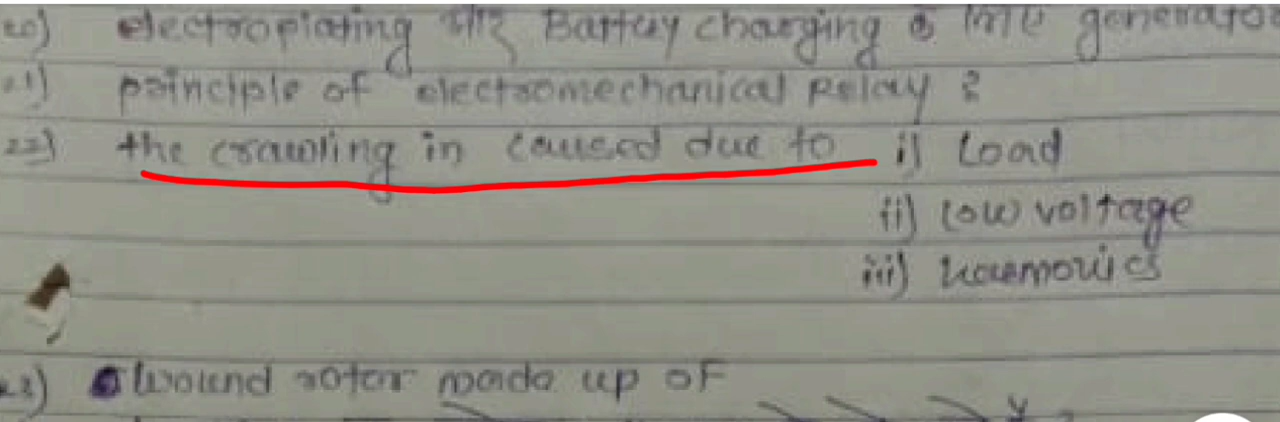 20) electroplating और Battery charging के लिए generator
21) principle of electromechanical Relay ?
22) the crawling in caused due to i) Load
ii) Low voltage
iii) Harmonics
23) Wound rotor made up of